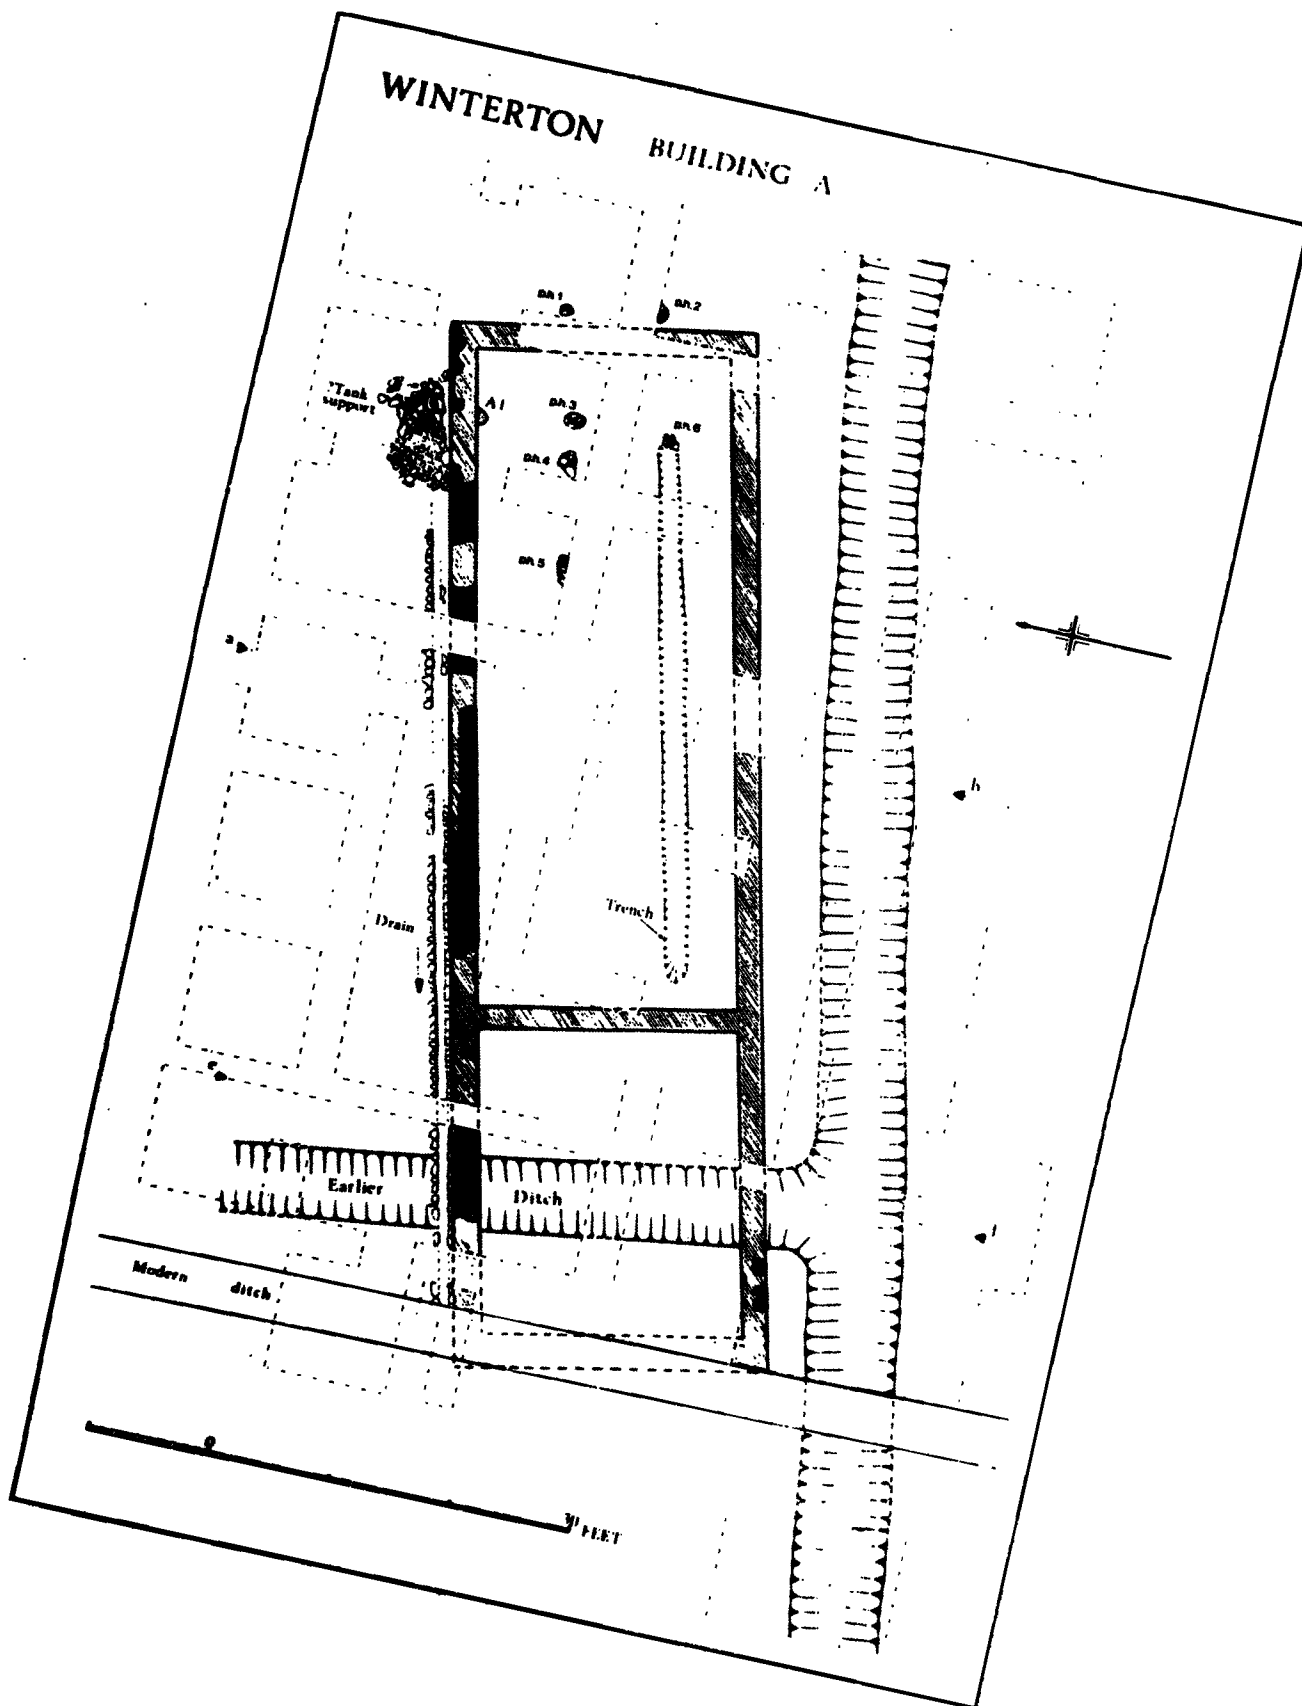 WINTERTON BUILDING A
Ph.1
Ph.2
?Tank
support
A1
Ph.3
Ph.4
Ph.6
Ph.5
a
b
Drain
Trench
e
Earlier Ditch
f
Modern ditch
0
30 FEET